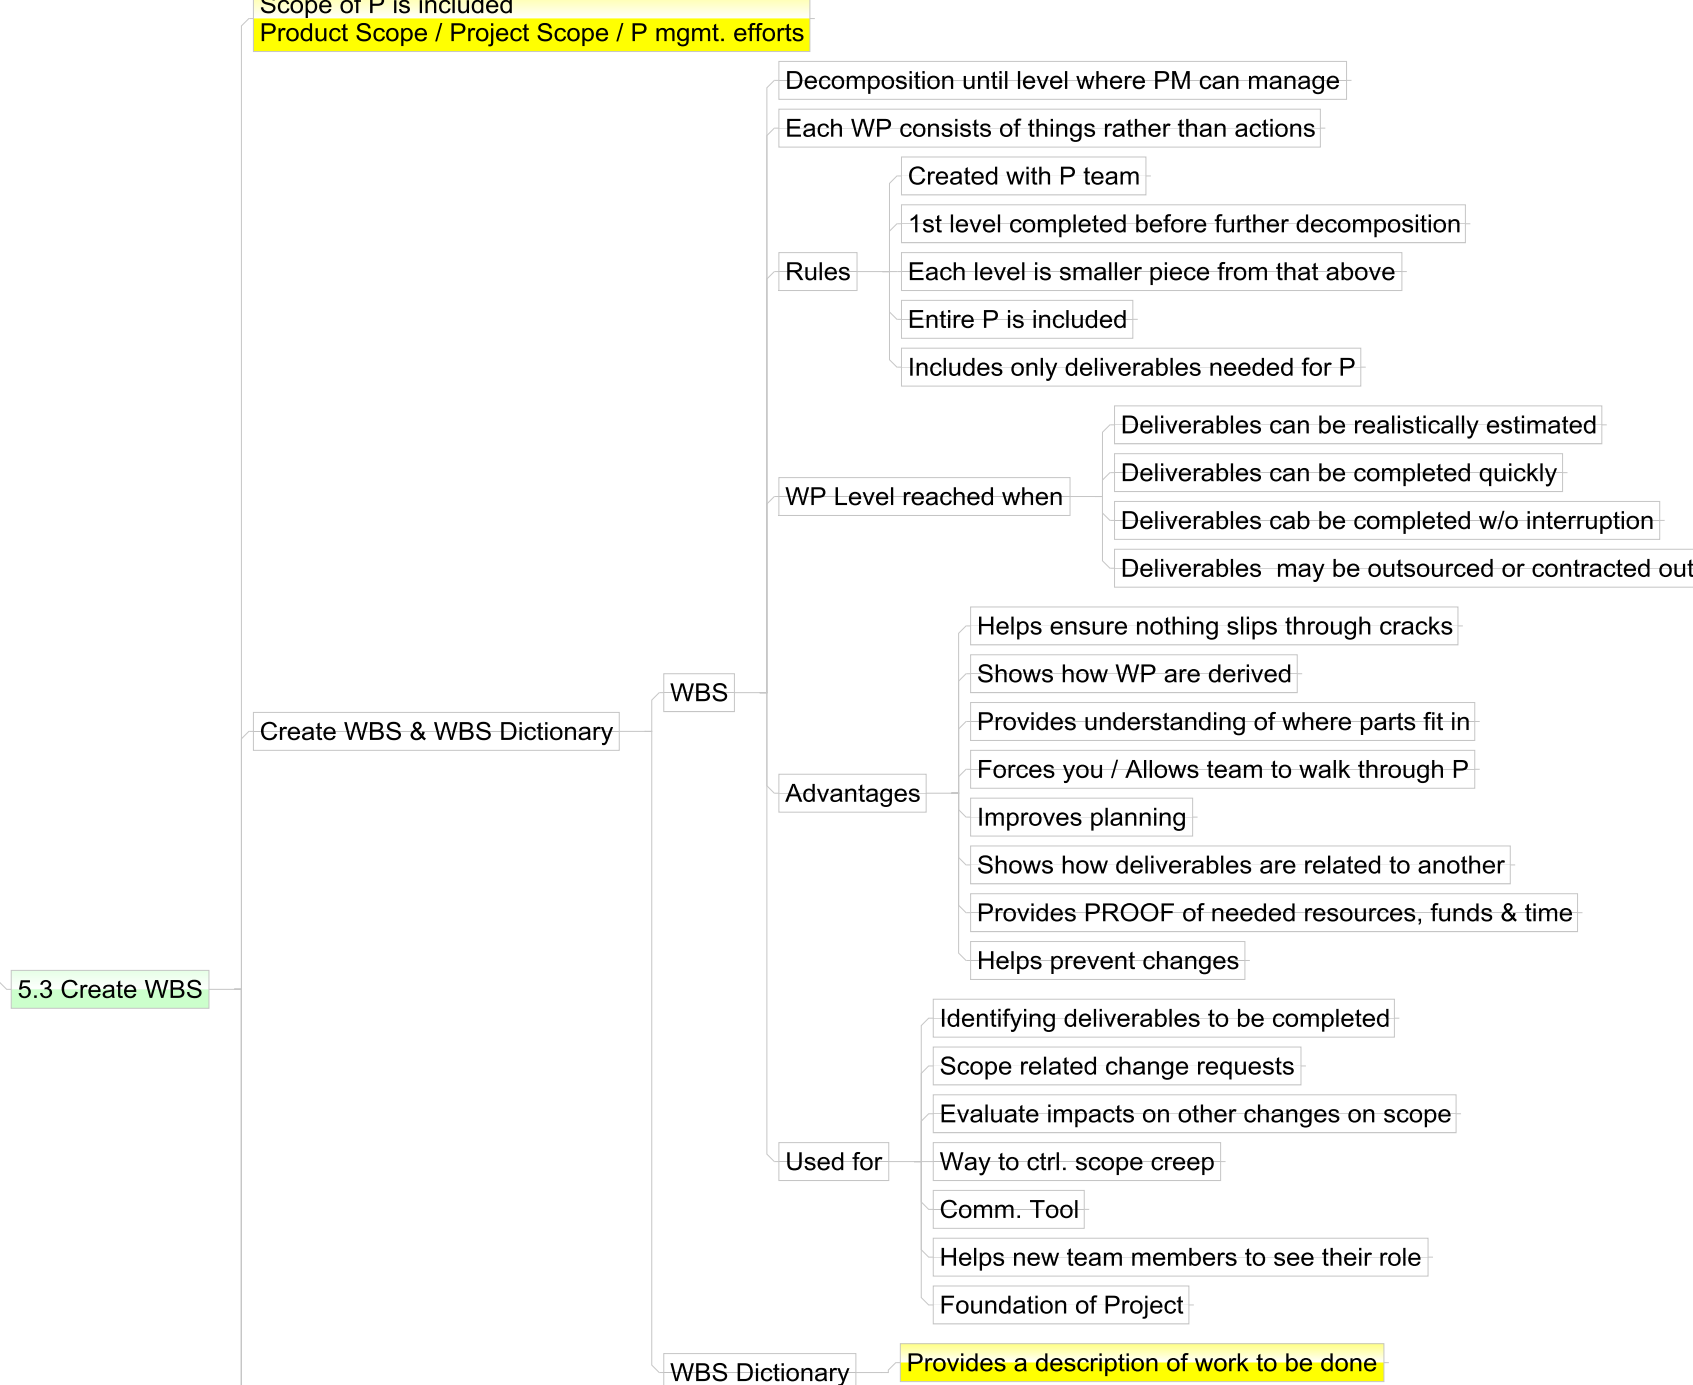 Scope of P is included
Product Scope / Project Scope / P mgmt. efforts
Decomposition until level where PM can manage
Each WP consists of things rather than actions
Created with P team
1st level completed before further decomposition
Rules
Each level is smaller piece from that above
Entire P is included
Includes only deliverables needed for P
Deliverables can be realistically estimated
Deliverables can be completed quickly
WP Level reached when
Deliverables cab be completed w/o interruption
Deliverables  may be outsourced or contracted out
Helps ensure nothing slips through cracks
Shows how WP are derived
WBS
Provides understanding of where parts fit in
Create WBS & WBS Dictionary
Forces you / Allows team to walk through P
Advantages
Improves planning
Shows how deliverables are related to another
Provides PROOF of needed resources, funds & time
Helps prevent changes
5.3 Create WBS
Identifying deliverables to be completed
Scope related change requests
Evaluate impacts on other changes on scope
Used for
Way to ctrl. scope creep
Comm. Tool
Helps new team members to see their role
Foundation of Project
WBS Dictionary
Provides a description of work to be done